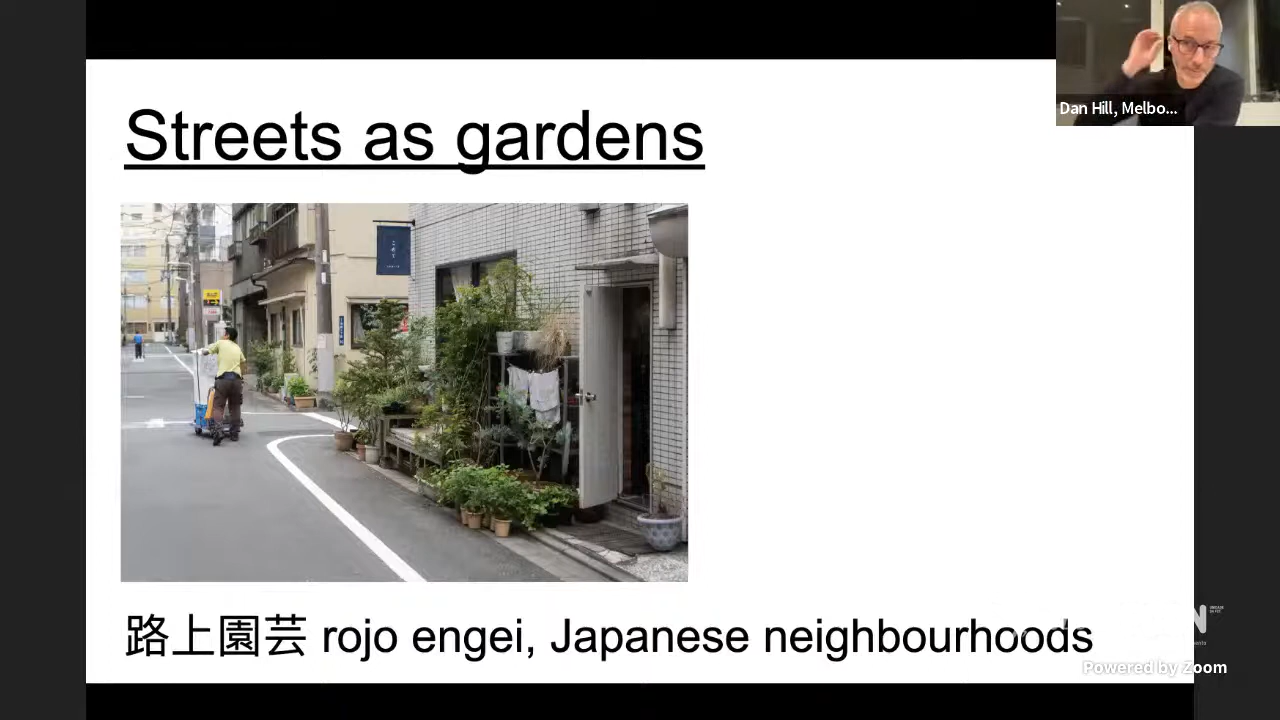 Dan Hill, Melbo...
Streets as gardens
路上園芸 rojo engei, Japanese neighbourhoods
Powered by Zoom